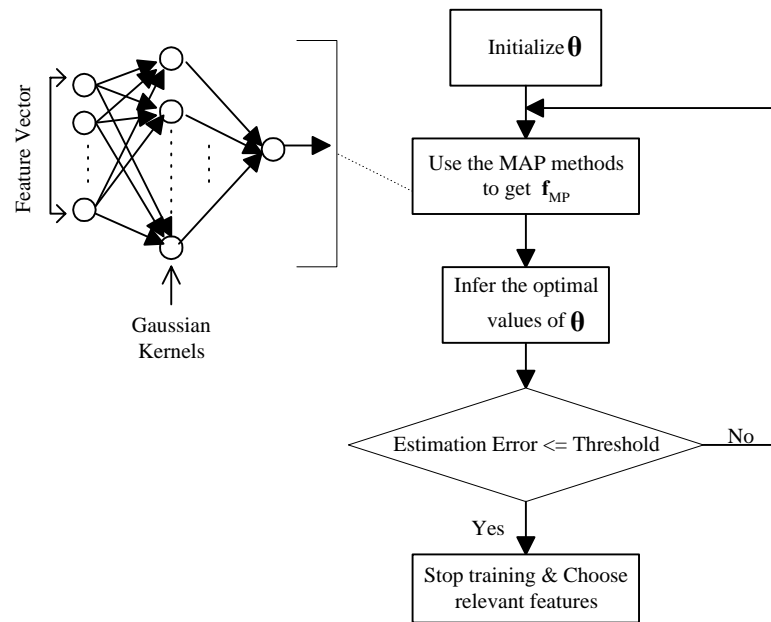 Feature Vector
Gaussian
Kernels
Initialize θ
Use the MAP methods
to get f_MP
Infer the optimal
values of θ
Estimation Error <= Threshold
No
Yes
Stop training & Choose
relevant features